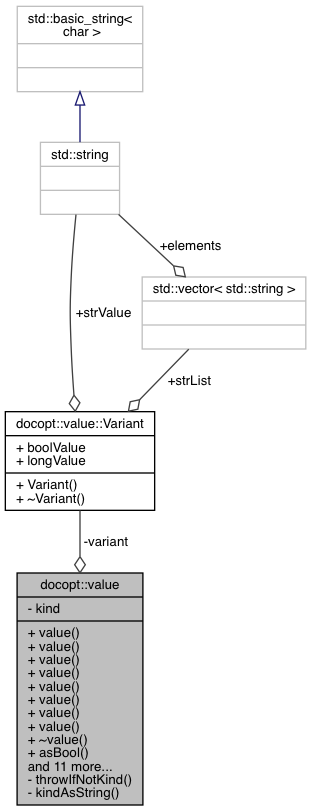 std::basic_string<
char >
std::string
+elements
std::vector< std::string >
+strValue
+strList
docopt::value::Variant
+ boolValue
+ longValue
+ Variant()
+ ~Variant()
-variant
docopt::value
- kind
+ value()
+ value()
+ value()
+ value()
+ value()
+ value()
+ value()
+ value()
+ ~value()
+ asBool()
and 11 more...
- throwIfNotKind()
- kindAsString()